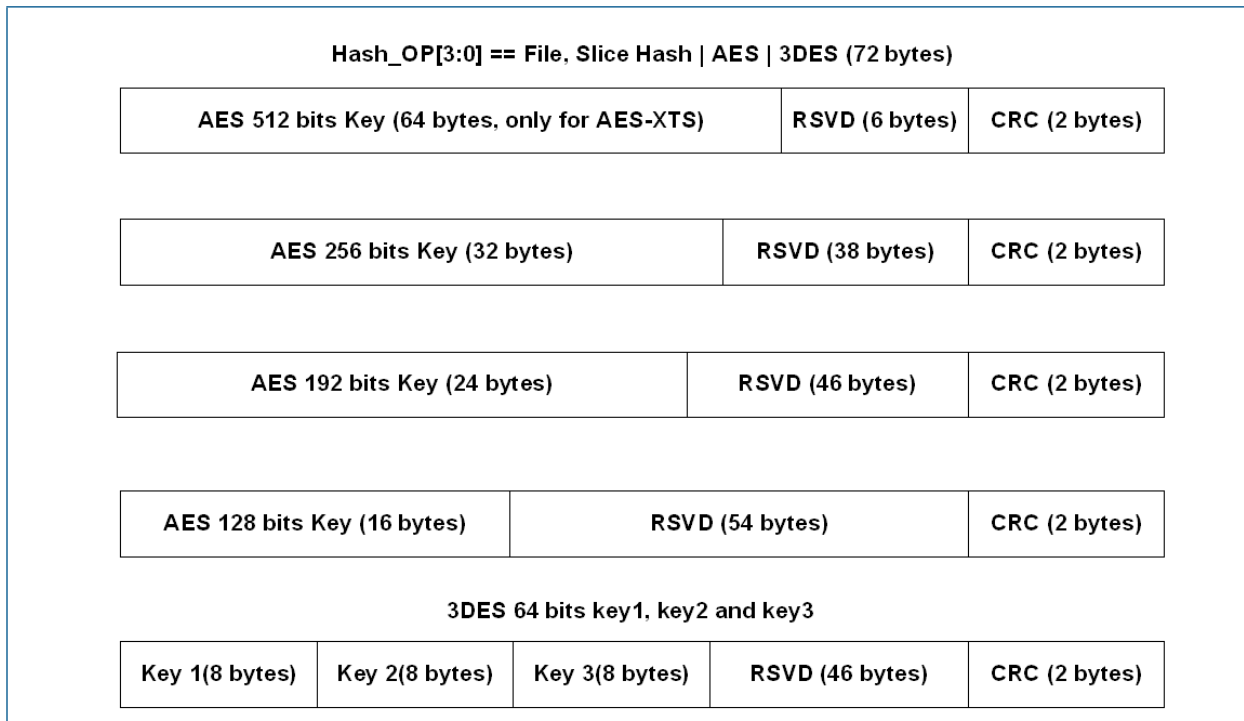 Hash_OP[3:0] == File, Slice Hash | AES | 3DES (72 bytes)
AES 512 bits Key (64 bytes, only for AES-XTS) RSVD (6 bytes) CRC (2 bytes)
AES 256 bits Key (32 bytes) RSVD (38 bytes) CRC (2 bytes)
AES 192 bits Key (24 bytes) RSVD (46 bytes) CRC (2 bytes)
AES 128 bits Key (16 bytes) RSVD (54 bytes) CRC (2 bytes)
3DES 64 bits key1, key2 and key3
Key 1(8 bytes) Key 2(8 bytes) Key 3(8 bytes) RSVD (46 bytes) CRC (2 bytes)